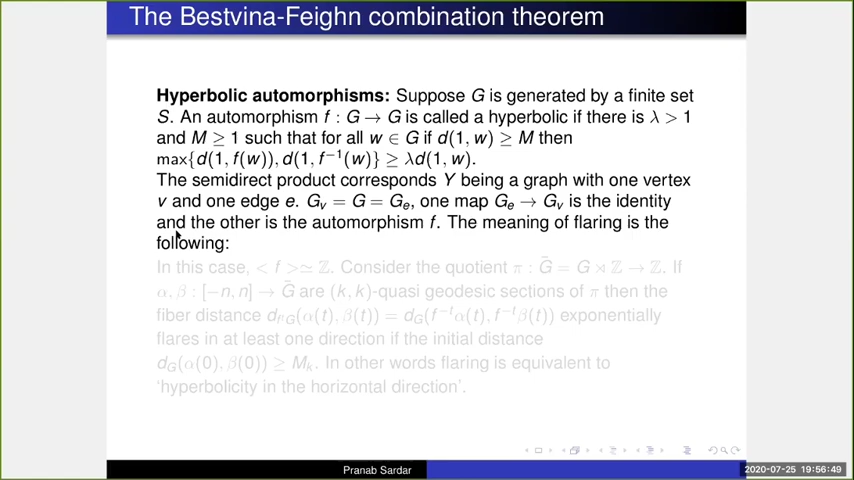 The Bestvina-Feighn combination theorem
Hyperbolic automorphisms: Suppose G is generated by a finite set
S. An automorphism f : G → G is called a hyperbolic if there is λ > 1
and M ≥ 1 such that for all w ∈ G if d(1, w) ≥ M then
max{d(1, f(w)), d(1, f⁻¹(w)} ≥ λd(1, w).
The semidirect product corresponds Y being a graph with one vertex
v and one edge e. Gᵥ = G = Gₑ, one map Gₑ → Gᵥ is the identity
and the other is the automorphism f. The meaning of flaring is the
following:
In this case, < f >≃ ℤ. Consider the quotient π : G̃ = G ⋊ ℤ → ℤ. If
α, β : [−n, n] → G̃ are (k, k)-quasi geodesic sections of π then the
fiber distance d_{fᵗG}(α(t), β(t)) = d_G(f⁻ᵗα(t), f⁻ᵗβ(t)) exponentially
flares in at least one direction if the initial distance
d_G(α(0), β(0)) ≥ Mₖ. In other words flaring is equivalent to
'hyperbolicity in the horizontal direction'.
Pranab Sardar
2020-07-25 19:56:49